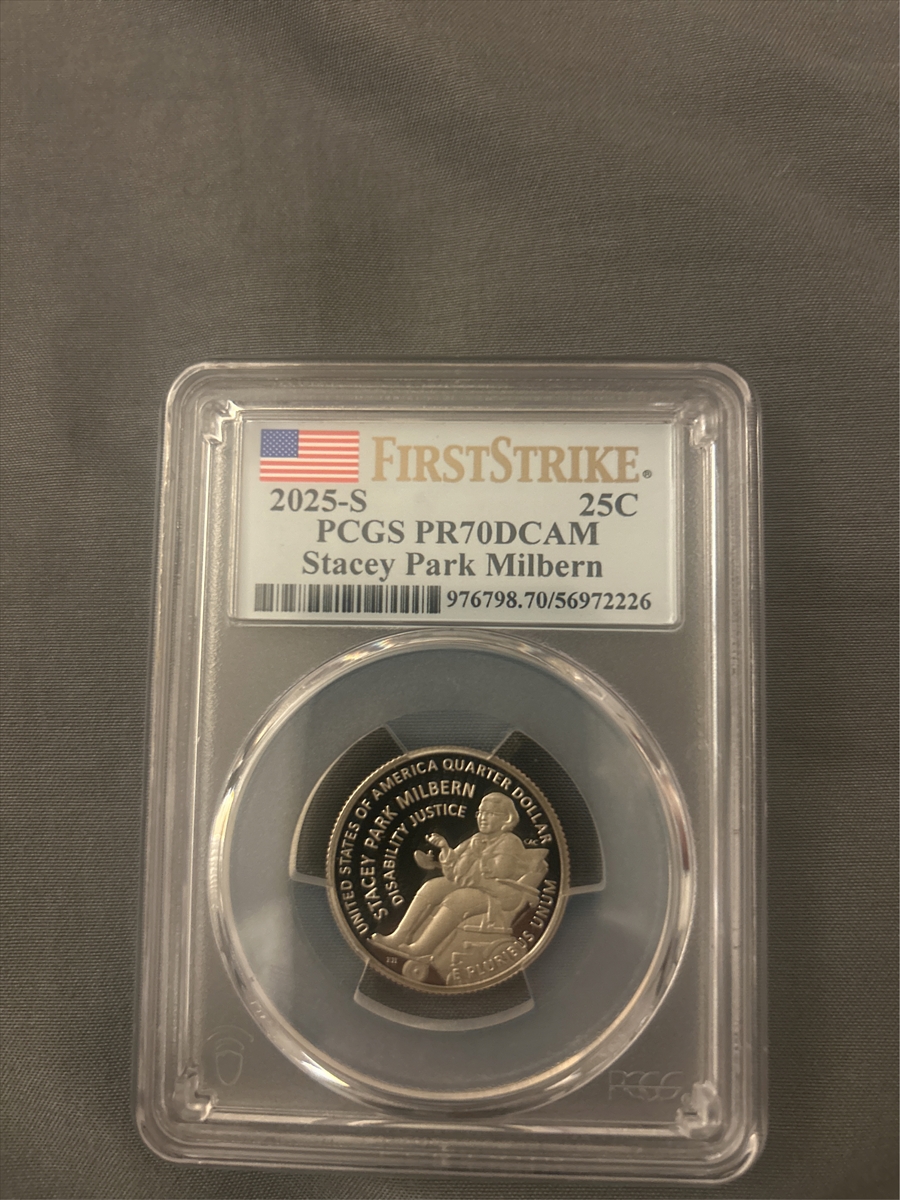 FIRSTSTRIKE®
2025-S 25C
PCGS PR70DCAM
Stacey Park Milbern
976798.70/56972226
UNITED STATES OF AMERICA QUARTER DOLLAR
STACEY PARK MILBERN
DISABILITY JUSTICE
E PLURIBUS UNUM
PCGS